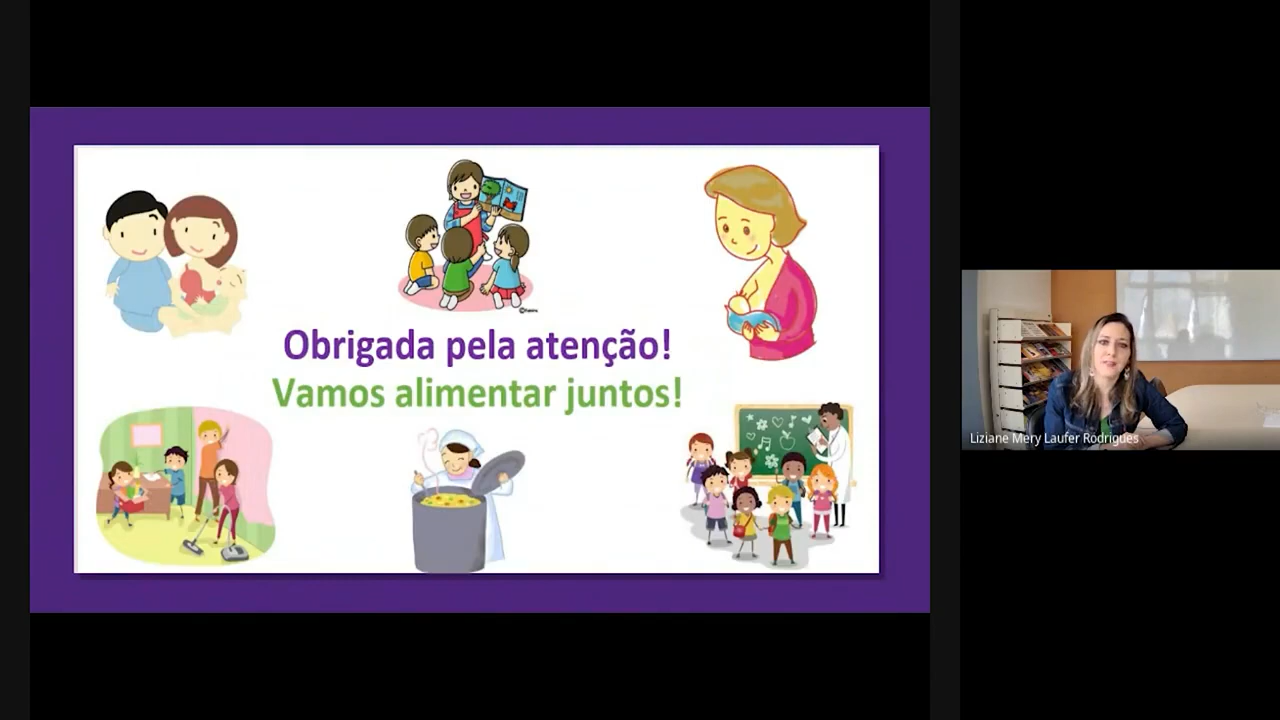 Obrigada pela atenção!
Vamos alimentar juntos!
Liziane Mery Laufer Rodrigues